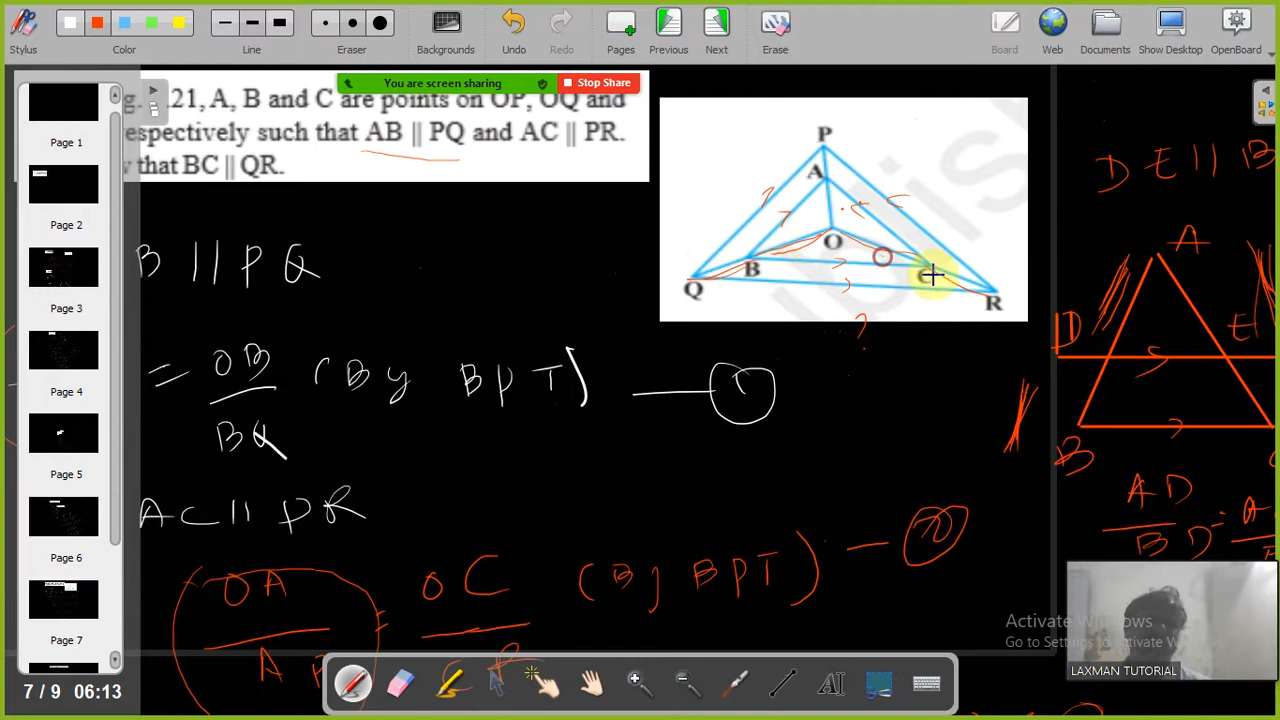 Stylus Color Line Eraser Backgrounds Undo Redo Pages Previous Next Erase Board Web Documents Show Desktop OpenBoard
You are screen sharing Stop Share
g. .21, A, B and C are points on OP, OQ and
espectively such that AB || PQ and AC || PR.
that BC || QR.
P
A
O
B
C
Q
R
Page 1
Page 2
Page 3
Page 4
Page 5
Page 6
Page 7
7 / 9 06:13
B || PQ
= OB (By BPT) — 1
BQ
AC || PR
OA = OC (By BPT) —
A P
DE || B
A
D
E
B
AD
BD
=
A
?
Activate Windows
Go to Settings to activate Windows.
LAXMAN TUTORIAL